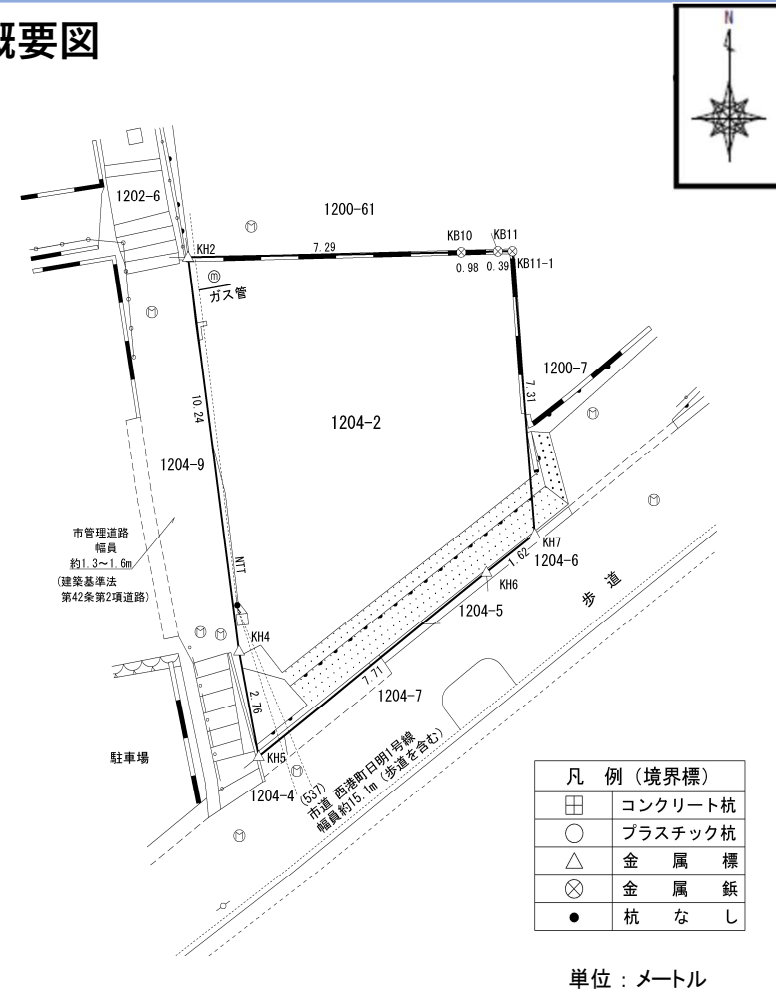 概要図
N
1202-6
1200-61
KH2
7.29
KB10
KB11
0.98
0.39
KB11-1
ⓜ
ガス管
1200-7
7.31
10.24
1204-2
1204-9
市管理道路
幅員
約1.3～1.6m
(建築基準法
第42条第2項道路)
NTT
KH7
1204-6
1.62
KH6
歩道
1204-5
KH4
7.71
2.76
1204-7
駐車場
KH5
1204-4
(537)
市道 西港町日明1号線
幅員約15.1m (歩道を含む)
凡 例 (境界標)
コンクリート杭
プラスチック杭
金 属 標
金 属 鋲
杭 な し
単位：メートル